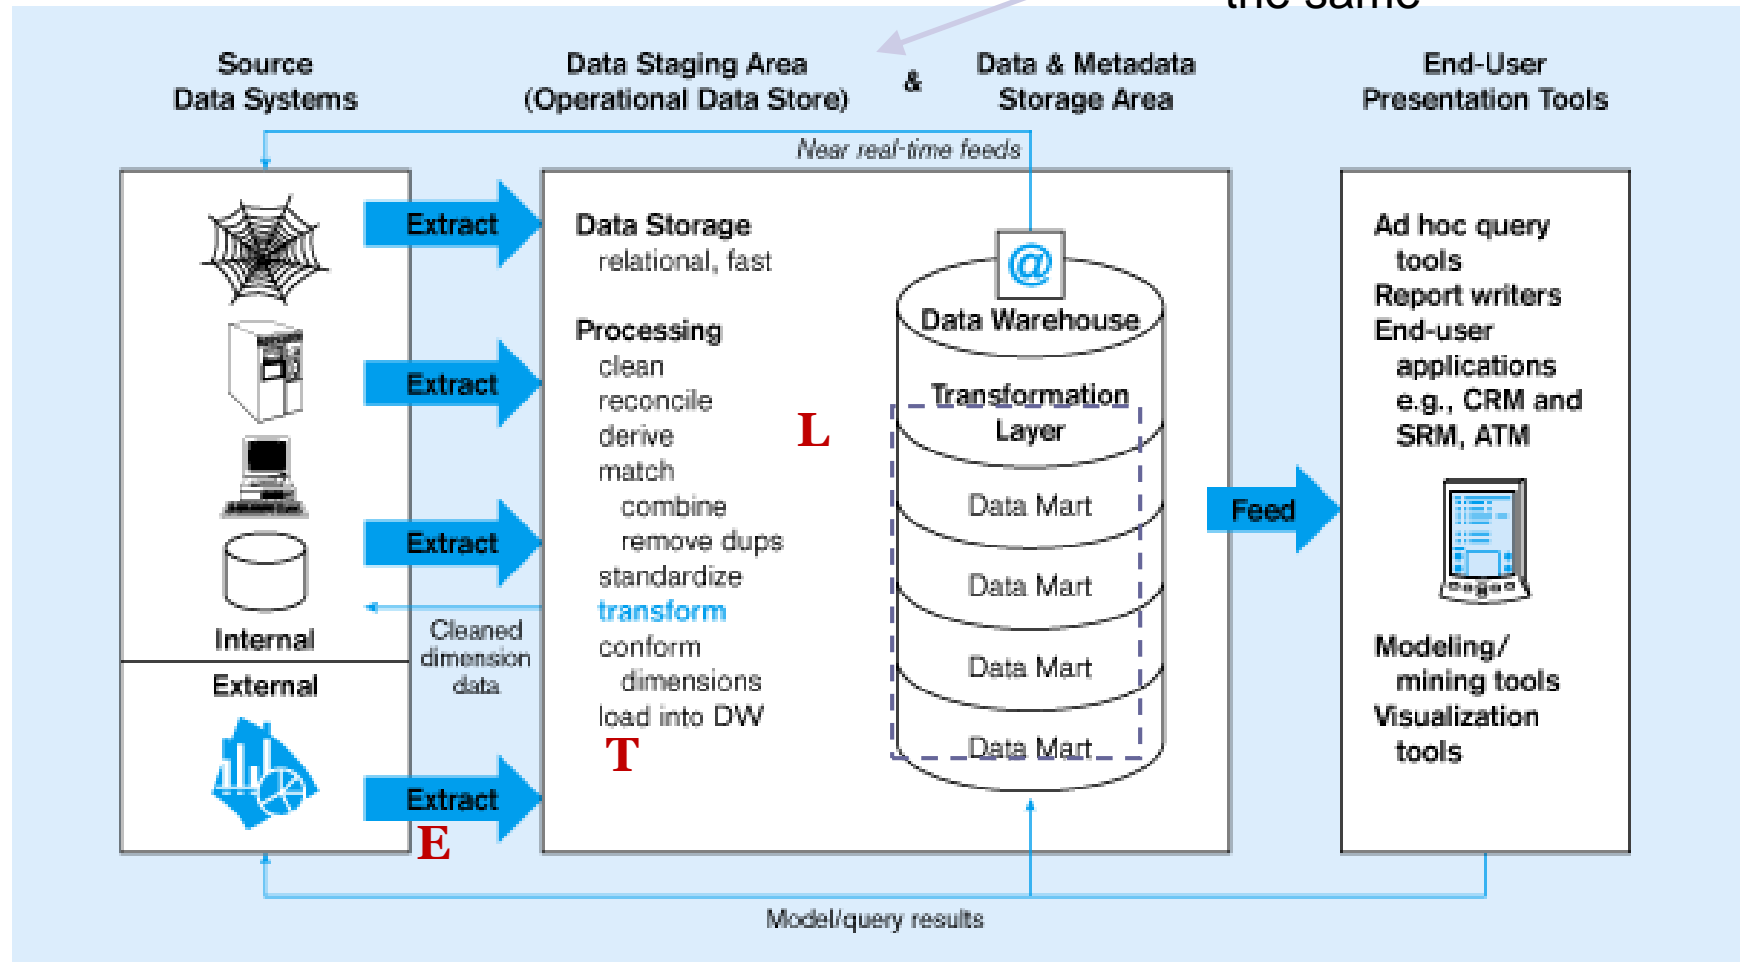 the same
Source
Data Systems
Data Staging Area
(Operational Data Store)
&
Data & Metadata
Storage Area
End-User
Presentation Tools
Near real-time feeds
Extract
Extract
Extract
Extract
E
Internal
External
Cleaned
dimension
data
Data Storage
relational, fast
Processing
clean
reconcile
derive
match
combine
remove dups
standardize
transform
conform
dimensions
load into DW
T
L
@
Data Warehouse
Transformation
Layer
Data Mart
Data Mart
Data Mart
Data Mart
Feed
Ad hoc query
tools
Report writers
End-user
applications
e.g., CRM and
SRM, ATM
Modeling/
mining tools
Visualization
tools
Model/query results